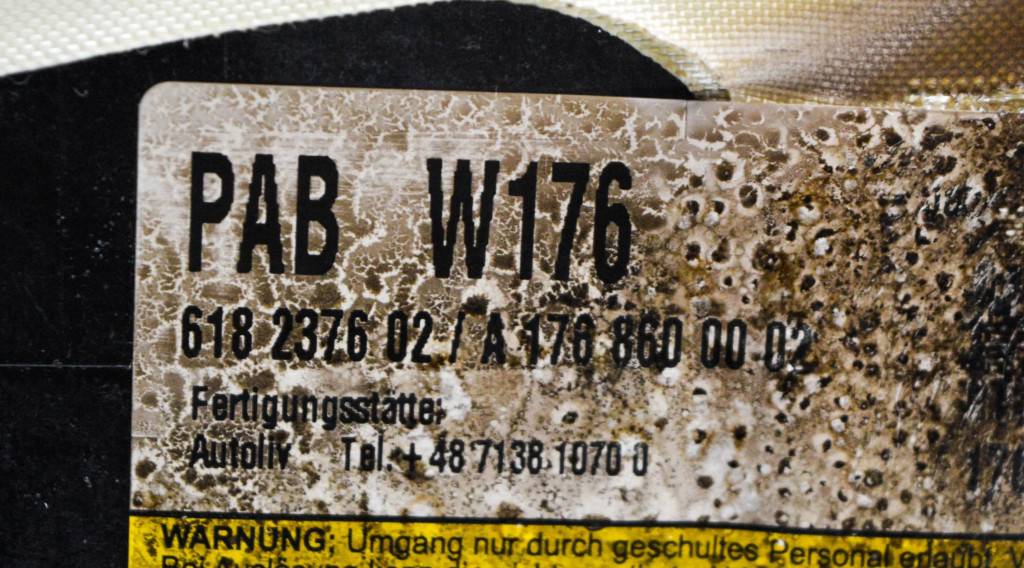 PAB W176
618 2376 02 / A 176 860 00 02
Fertigungsstätte:
Autoliv Tel.+ 48 7138 1070 0
WARNUNG; Umgang nur durch geschultes Personal erlaubt.